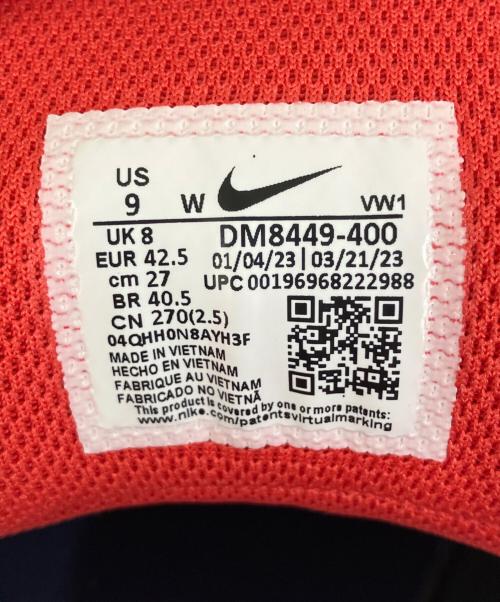 US
9 W VW1
UK 8 DM8449-400
EUR 42.5 01/04/23 | 03/21/23
cm 27 UPC 00196968222988
BR 40.5
CN 270(2.5)
04QHH0N8AYH3F
MADE IN VIETNAM
HECHO EN VIETNAM
FABRIQUE AU VIETNAM
FABRICADO NO VIETNÃ
This product is covered by one or more patents:
www.nike.com/patentsvirtualmarking